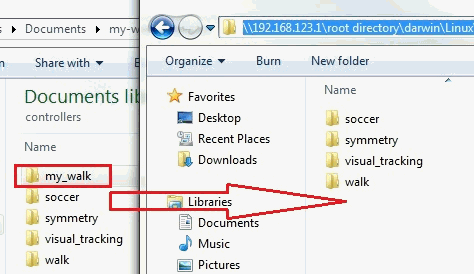 s ▸ Documents ▸ my-w
Share with ▾
Documents lib
controllers
Name
my_walk
soccer
symmetry
visual_tracking
walk
\\192.168.123.1\root directory\darwin\Linux
Organize ▾ Burn New folder
Favorites
Desktop
Recent Places
Downloads
Libraries
Documents
Music
Pictures
Name
soccer
symmetry
visual_tracking
walk